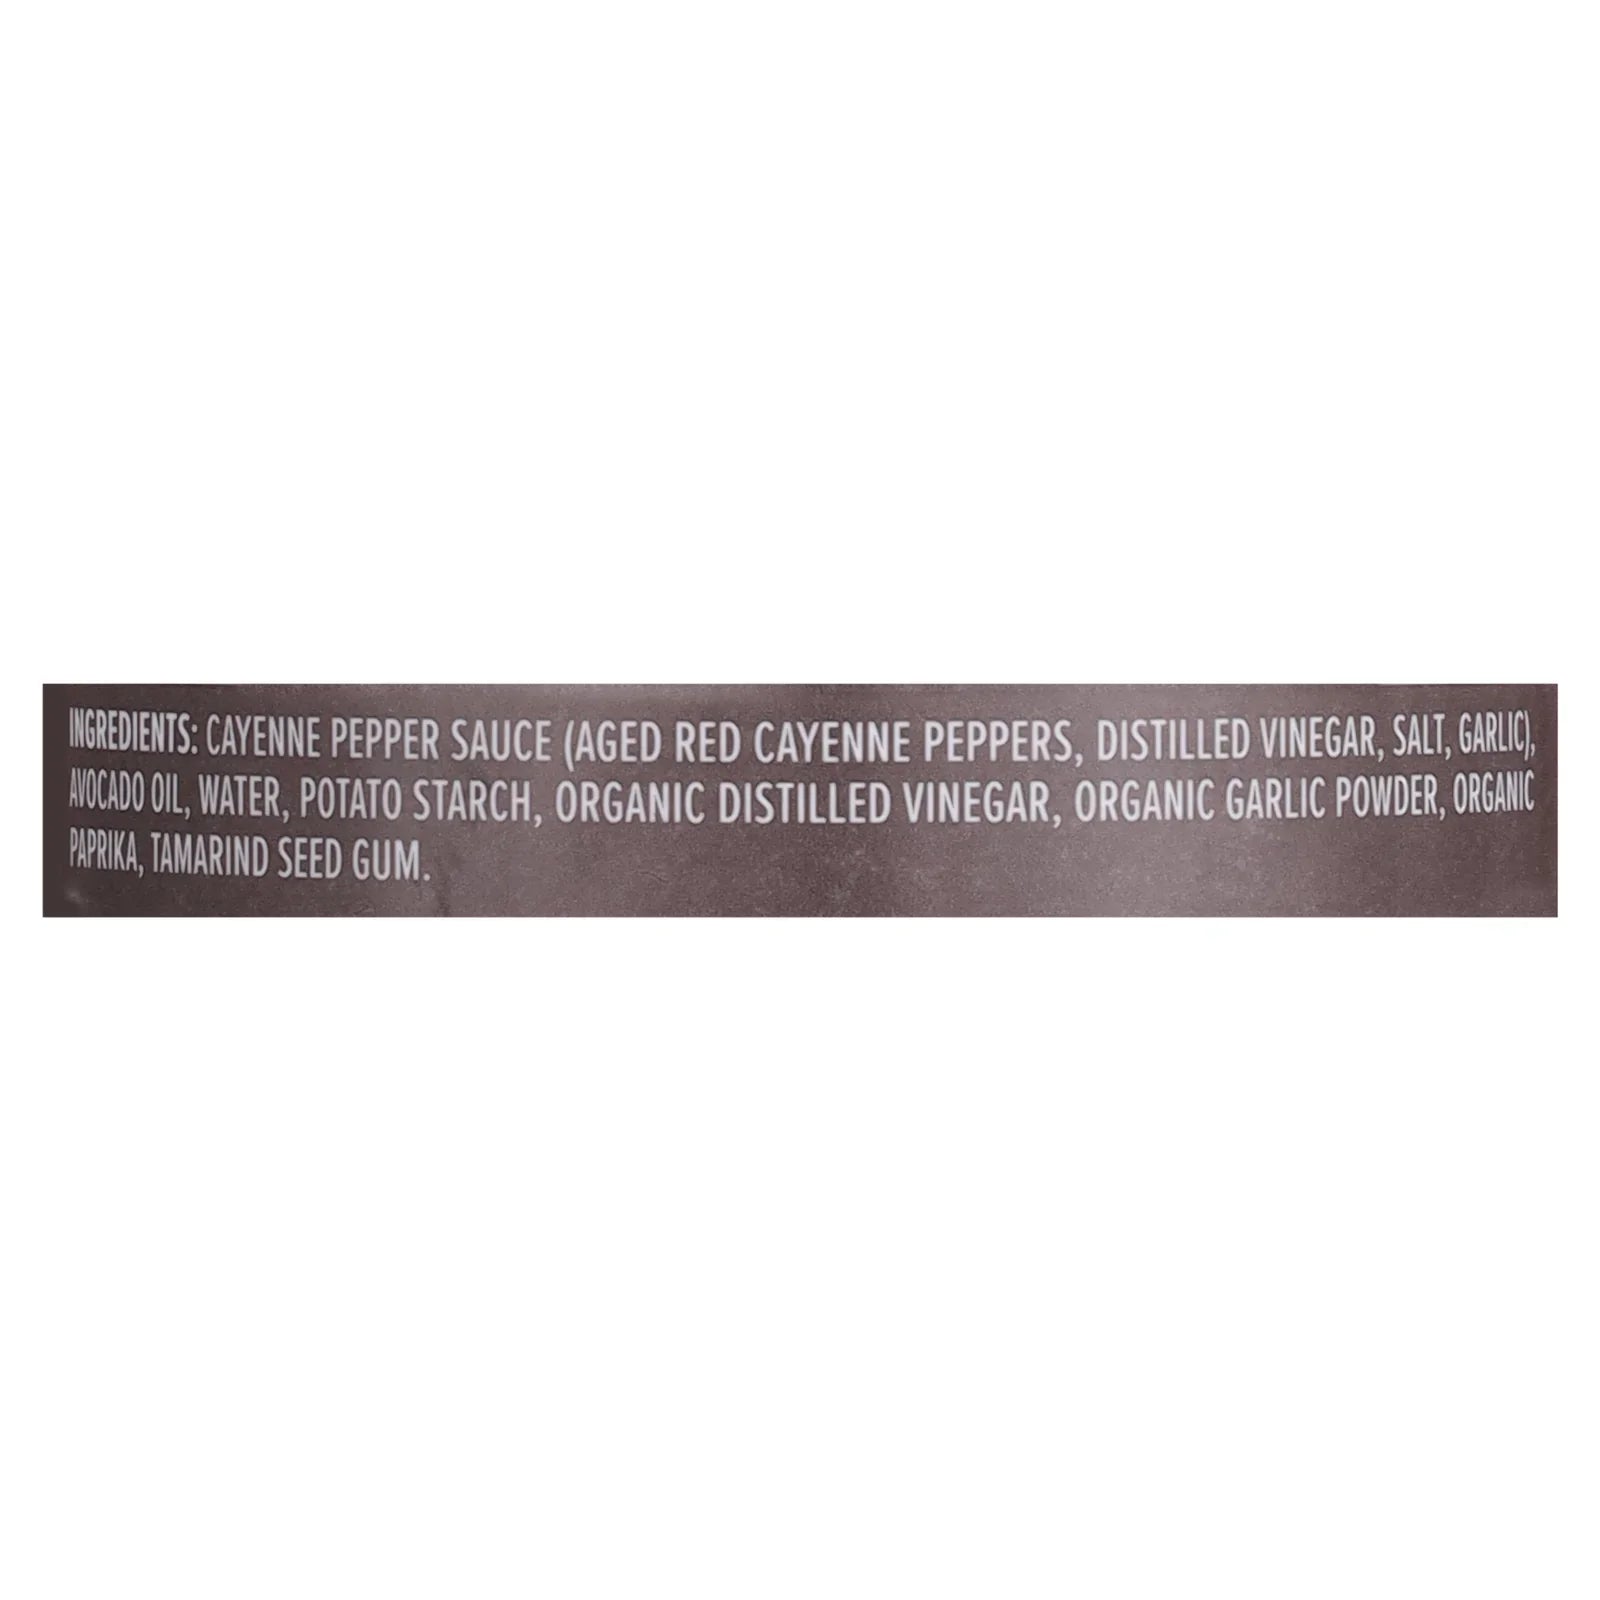 INGREDIENTS: CAYENNE PEPPER SAUCE (AGED RED CAYENNE PEPPERS, DISTILLED VINEGAR, SALT, GARLIC),
AVOCADO OIL, WATER, POTATO STARCH, ORGANIC DISTILLED VINEGAR, ORGANIC GARLIC POWDER, ORGANIC
PAPRIKA, TAMARIND SEED GUM.